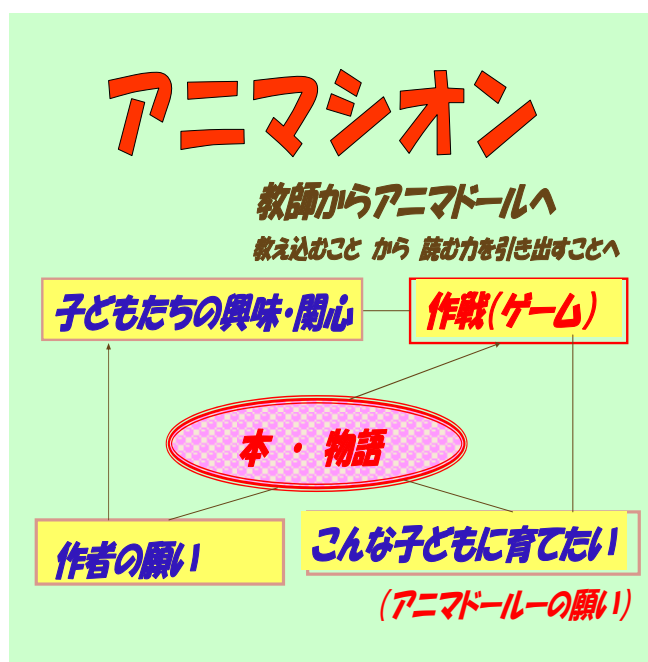 アニマシオン
教師からアニマドールへ
教え込むこと から 読む力を引き出すことへ
子どもたちの興味・関心
作戦(ゲーム)
本 ・ 物語
作者の願い
こんな子どもに育てたい
(アニマドールーの願い)